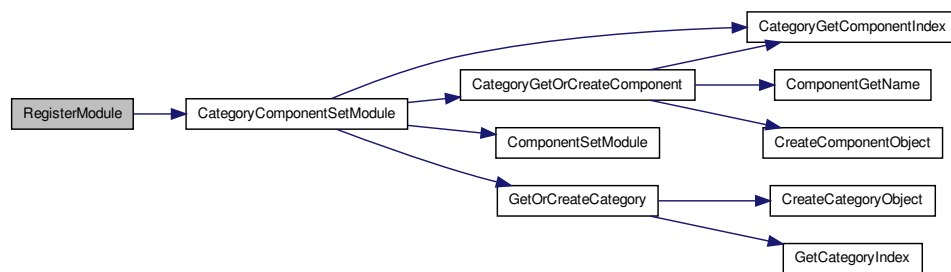 CategoryGetComponentIndex
CategoryGetOrCreateComponent
ComponentGetName
RegisterModule
CategoryComponentSetModule
ComponentSetModule
CreateComponentObject
GetOrCreateCategory
CreateCategoryObject
GetCategoryIndex